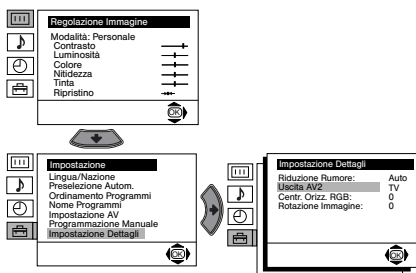 Regolazione Immagine
Modalità: Personale
Contrasto
Luminosità
Colore
Nitidezza
Tinta
Ripristino
OK
Impostazione
Lingua/Nazione
Preselezione Autom.
Ordinamento Programmi
Nome Programmi
Impostazione AV
Programmazione Manuale
Impostazione Dettagli
OK
Impostazione Dettagli
Riduzione Rumore: Auto
Uscita AV2 TV
Centr. Orizz. RGB: 0
Rotazione Immagine: 0
OK